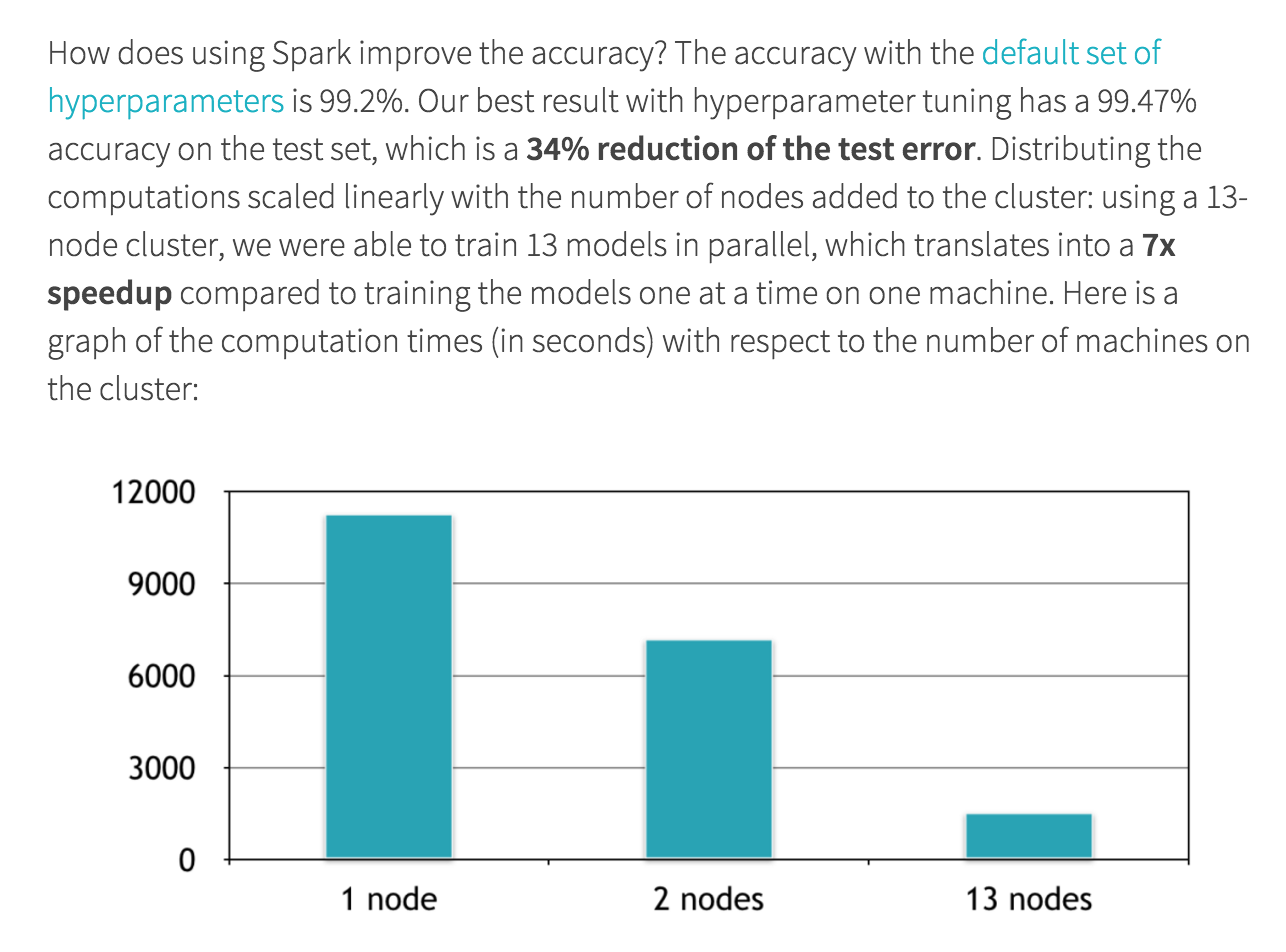 How does using Spark improve the accuracy? The accuracy with the default set of
hyperparameters is 99.2%. Our best result with hyperparameter tuning has a 99.47%
accuracy on the test set, which is a 34% reduction of the test error. Distributing the
computations scaled linearly with the number of nodes added to the cluster: using a 13-
node cluster, we were able to train 13 models in parallel, which translates into a 7x
speedup compared to training the models one at a time on one machine. Here is a
graph of the computation times (in seconds) with respect to the number of machines on
the cluster:
12000
9000
6000
3000
0
1 node
2 nodes
13 nodes